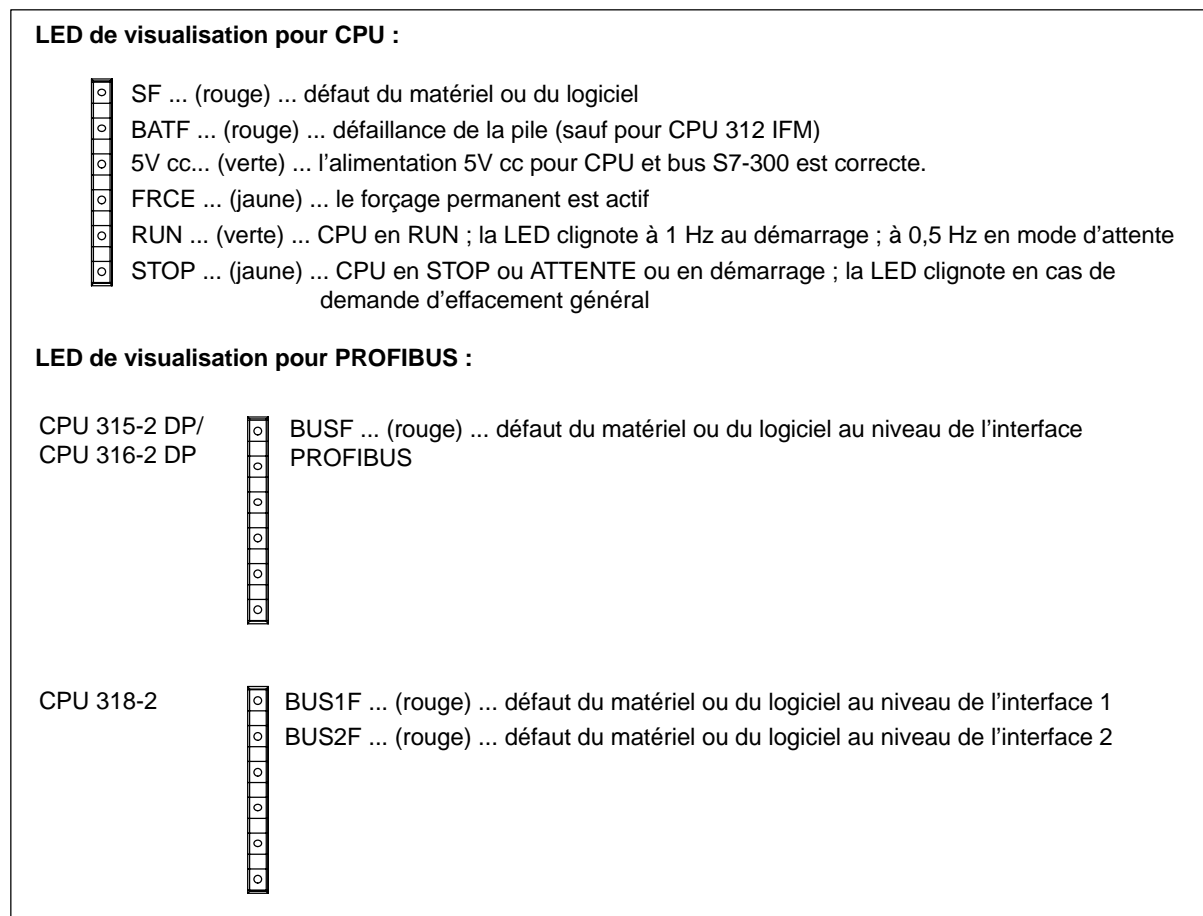 LED de visualisation pour CPU :
SF ... (rouge) ... défaut du matériel ou du logiciel
BATF ... (rouge) ... défaillance de la pile (sauf pour CPU 312 IFM)
5V cc... (verte) ... l’alimentation 5V cc pour CPU et bus S7-300 est correcte.
FRCE ... (jaune) ... le forçage permanent est actif
RUN ... (verte) ... CPU en RUN ; la LED clignote à 1 Hz au démarrage ; à 0,5 Hz en mode d’attente
STOP ... (jaune) ... CPU en STOP ou ATTENTE ou en démarrage ; la LED clignote en cas de
demande d’effacement général
LED de visualisation pour PROFIBUS :
CPU 315-2 DP/
CPU 316-2 DP
BUSF ... (rouge) ... défaut du matériel ou du logiciel au niveau de l’interface
PROFIBUS
CPU 318-2
BUS1F ... (rouge) ... défaut du matériel ou du logiciel au niveau de l’interface 1
BUS2F ... (rouge) ... défaut du matériel ou du logiciel au niveau de l’interface 2